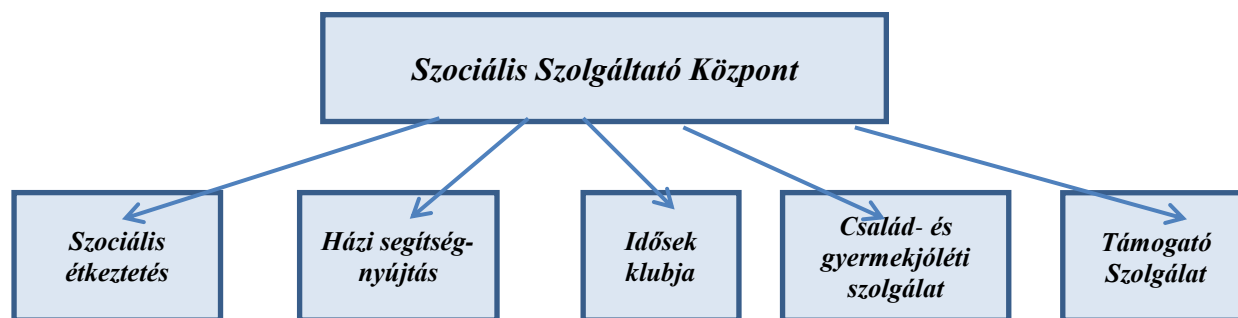 Szociális Szolgáltató Központ
Szociális
étkeztetés
Házi segítség-
nyújtás
Idősek
klubja
Család- és
gyermekjóléti
szolgálat
Támogató
Szolgálat